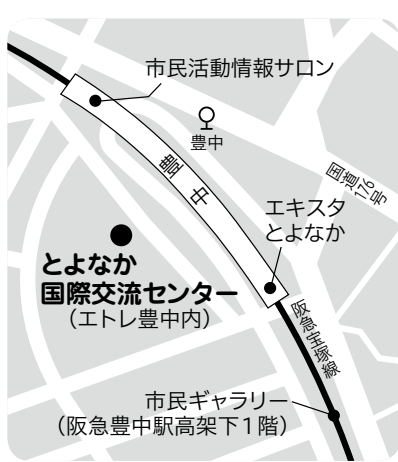 市民活動情報サロン
豊中
豊中
国道176号
エキスタ
とよなか
とよなか
国際交流センター
（エトレ豊中内）
阪急宝塚線
市民ギャラリー
（阪急豊中駅高架下1階）